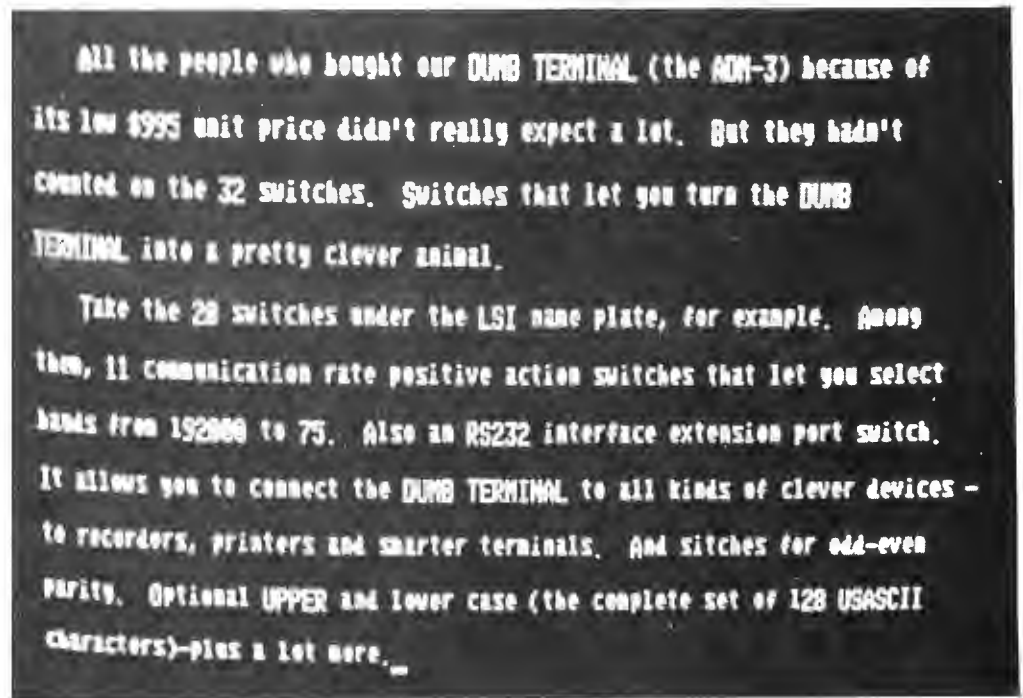 All the people who bought our DUMB TERMINAL (the ADM-3) because of
its low $995 unit price didn't really expect a lot. But they hadn't
counted on the 32 switches. Switches that let you turn the DUMB
TERMINAL into a pretty clever animal.
Take the 20 switches under the LSI name plate, for example. Among
them, 11 communication rate positive action switches that let you select
bauds from 192000 to 75. Also an RS232 interface extension port switch.
It allows you to connect the DUMB TERMINAL to all kinds of clever devices -
to recorders, printers and smarter terminals. And sitches for odd-even
parity. Optional UPPER and lower case (the complete set of 128 USASCII
characters)-plus a lot more._